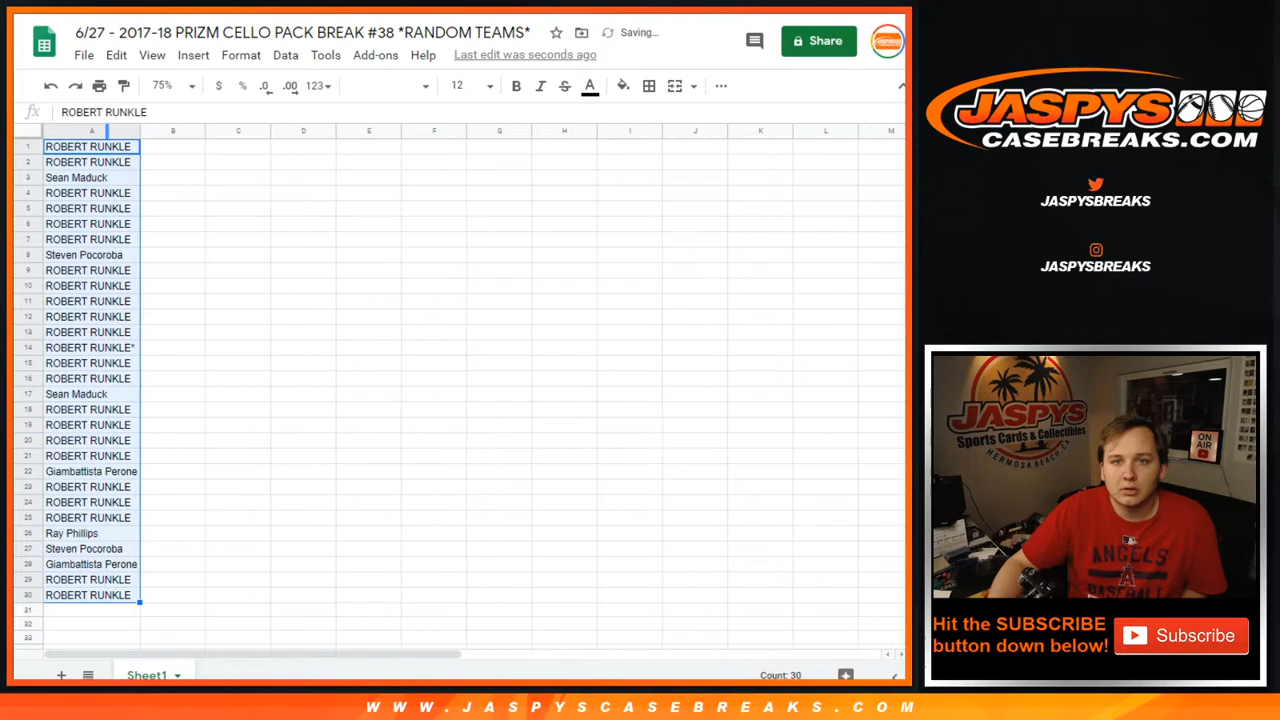 6/27 - 2017-18 PRIZM CELLO PACK BREAK #38 *RANDOM TEAMS*
Saving...
File Edit View Insert Format Data Tools Add-ons Help Last edit was seconds ago
Share
75% $ % .0 .00 123 12 B I S A
fx ROBERT RUNKLE
A B C D E F G H I J K L M
1 ROBERT RUNKLE
2 ROBERT RUNKLE
3 Sean Maduck
4 ROBERT RUNKLE
5 ROBERT RUNKLE
6 ROBERT RUNKLE
7 ROBERT RUNKLE
8 Steven Pocoroba
9 ROBERT RUNKLE
10 ROBERT RUNKLE
11 ROBERT RUNKLE
12 ROBERT RUNKLE
13 ROBERT RUNKLE
14 ROBERT RUNKLE*
15 ROBERT RUNKLE
16 ROBERT RUNKLE
17 Sean Maduck
18 ROBERT RUNKLE
19 ROBERT RUNKLE
20 ROBERT RUNKLE
21 ROBERT RUNKLE
22 Giambattista Perone
23 ROBERT RUNKLE
24 ROBERT RUNKLE
25 ROBERT RUNKLE
26 Ray Phillips
27 Steven Pocoroba
28 Giambattista Perone
29 ROBERT RUNKLE
30 ROBERT RUNKLE
31
32
33
Sheet1
Count: 30
JASPYS
CASEBREAKS.COM
JASPYSBREAKS
JASPYSBREAKS
JASPYS
Sports Cards & Collectibles
HERMOSA BEACH, CA
ON
AIR
ANGELS
BASEBALL
Hit the SUBSCRIBE
button down below!
Subscribe
WWW.JASPYSCASEBREAKS.COM